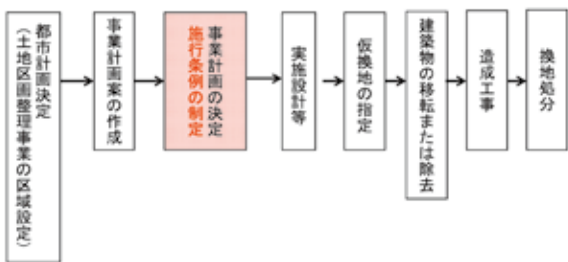 都市計画決定
(土地区画整理事業の区域設定)
事業計画案の作成
事業計画の決定
施行条例の制定
実施設計等
仮換地の指定
建築物の移転または除去
造成工事
換地処分